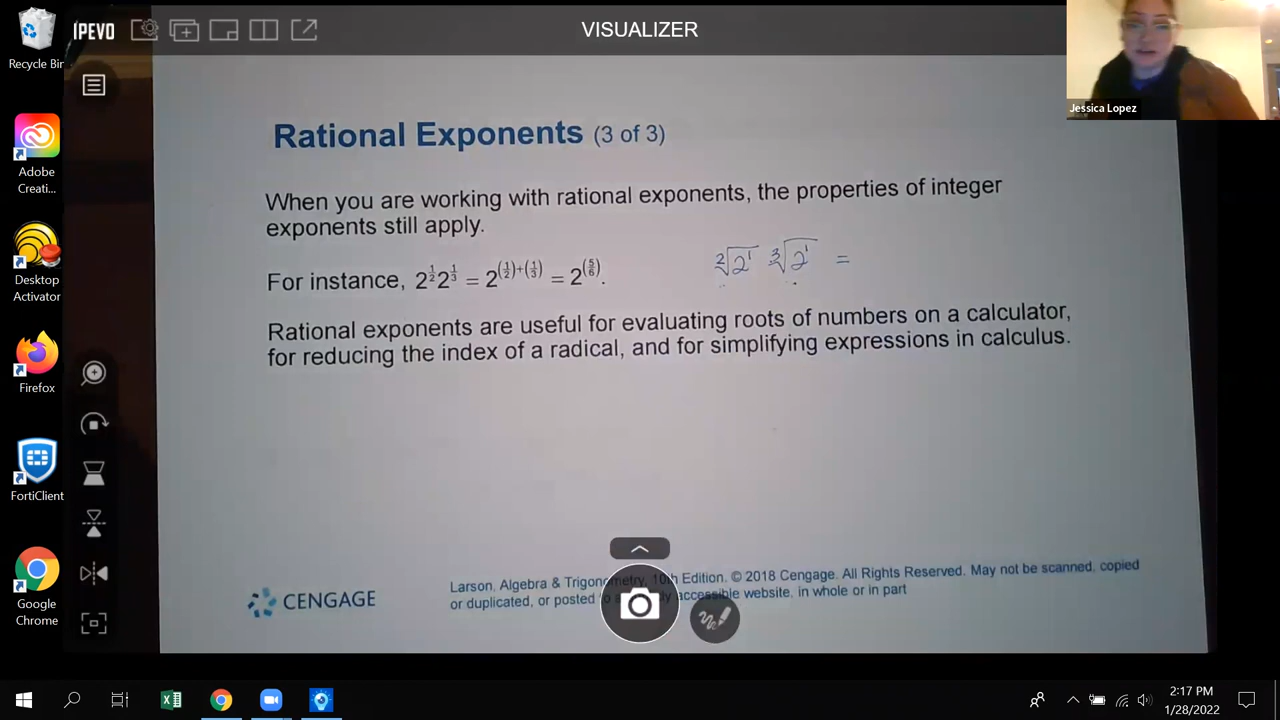 Recycle Bin
IPEVO
VISUALIZER
Jessica Lopez
Adobe
Creati...
Desktop
Activator
Firefox
FortiClient
Google
Chrome
Rational Exponents (3 of 3)
When you are working with rational exponents, the properties of integer
exponents still apply.
For instance, 2^(1/2) 2^(1/3) = 2^((1/2)+(1/3)) = 2^(5/6).
²√2¹ ³√2¹ =
Rational exponents are useful for evaluating roots of numbers on a calculator,
for reducing the index of a radical, and for simplifying expressions in calculus.
CENGAGE
Larson, Algebra & Trigonometry, 10th Edition. © 2018 Cengage. All Rights Reserved. May not be scanned, copied
or duplicated, or posted to accessible website, in whole or in part
2:17 PM
1/28/2022